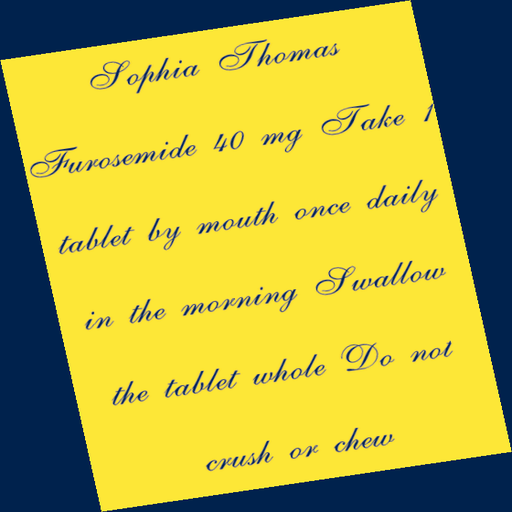 Sophia Thomas
Furosemide 40 mg Take 1
tablet by mouth once daily
in the morning Swallow
the tablet whole Do not
crush or chew